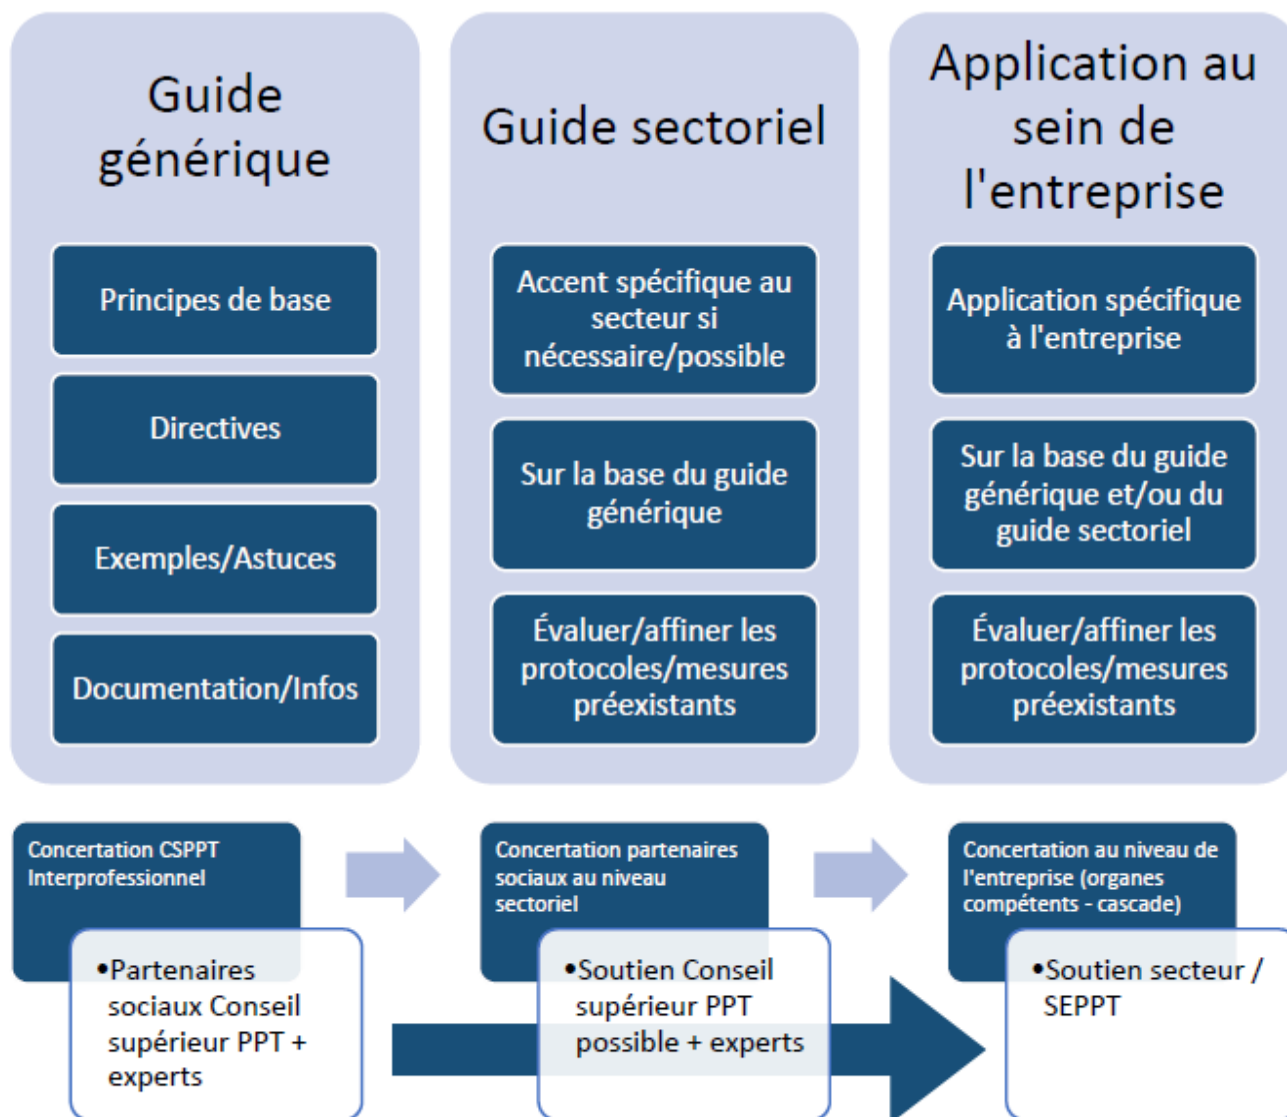 Guide
générique
Principes de base
Directives
Exemples/Astuces
Documentation/Infos
Guide sectoriel
Accent spécifique au
secteur si
nécessaire/possible
Sur la base du guide
générique
Évaluer/affiner les
protocoles/mesures
préexistants
Application au
sein de
l'entreprise
Application spécifique
à l'entreprise
Sur la base du guide
générique et/ou du
guide sectoriel
Évaluer/affiner les
protocoles/mesures
préexistants
Concertation CSPPT
Interprofessionnel
•Partenaires
sociaux Conseil
supérieur PPT +
experts
Concertation partenaires
sociaux au niveau
sectoriel
•Soutien Conseil
supérieur PPT
possible + experts
Concertation au niveau de
l'entreprise (organes
compétents - cascade)
•Soutien secteur /
SEPPT